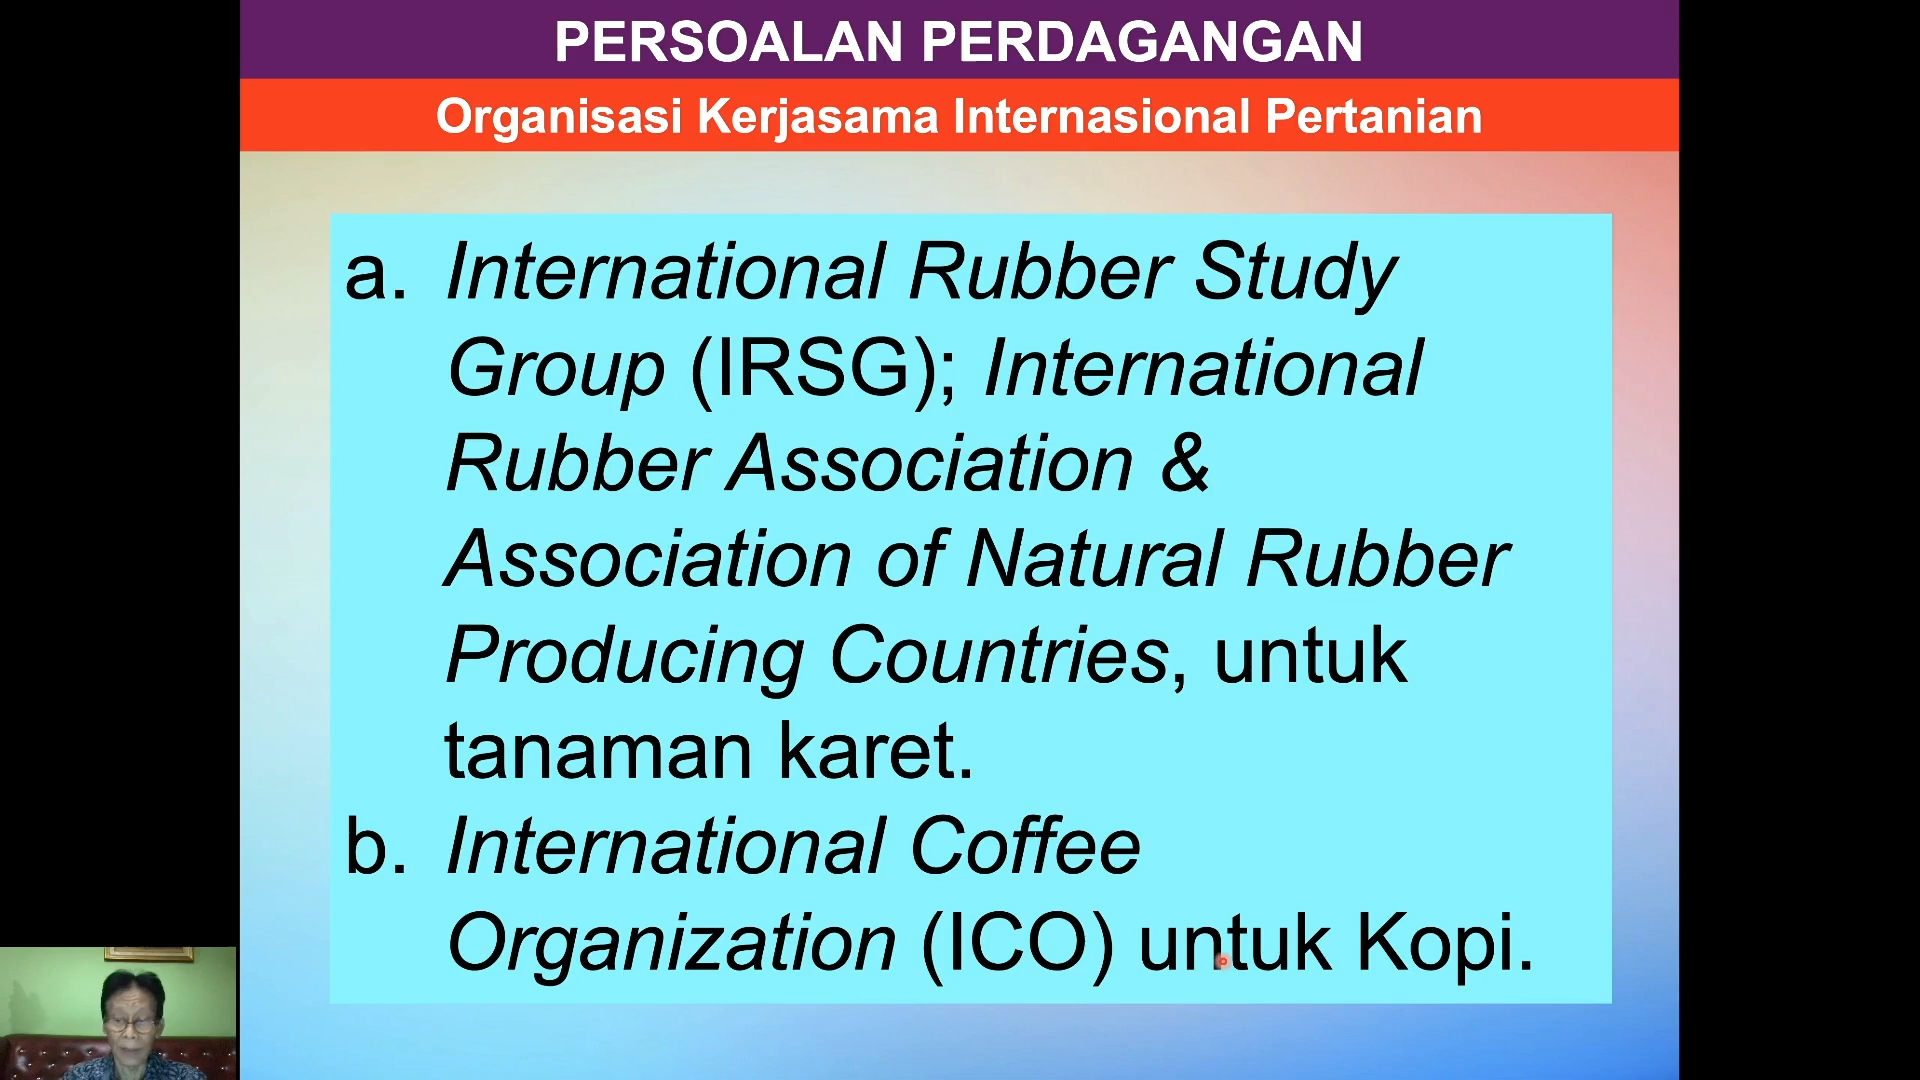 PERSOALAN PERDAGANGAN
Organisasi Kerjasama Internasional Pertanian
a. International Rubber Study
Group (IRSG); International
Rubber Association &
Association of Natural Rubber
Producing Countries, untuk
tanaman karet.
b. International Coffee
Organization (ICO) untuk Kopi.